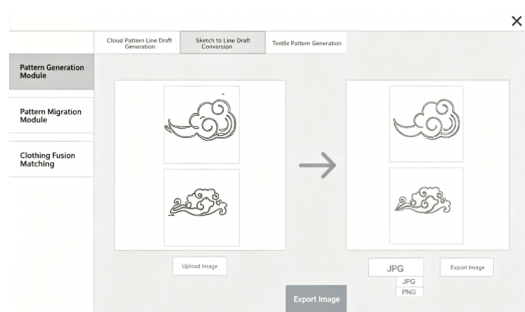 Cloud Pattern Line Draft
Generation
Sketch to Line Draft
Conversion
Textile Pattern Generation
Pattern Generation
Module
Pattern Migration
Module
Clothing Fusion
Matching
Upload Image
JPG
JPG
PNG
Export Image
Export Image